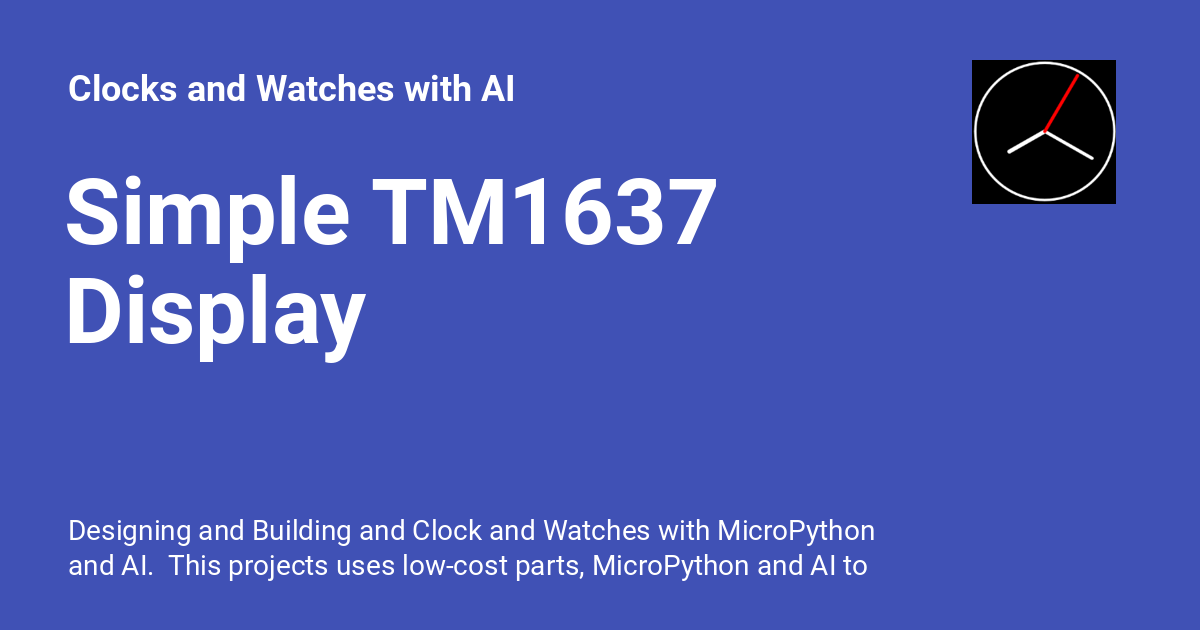 Clocks and Watches with AI
Simple TM1637
Display
Designing and Building and Clock and Watches with MicroPython
and AI.  This projects uses low-cost parts, MicroPython and AI to